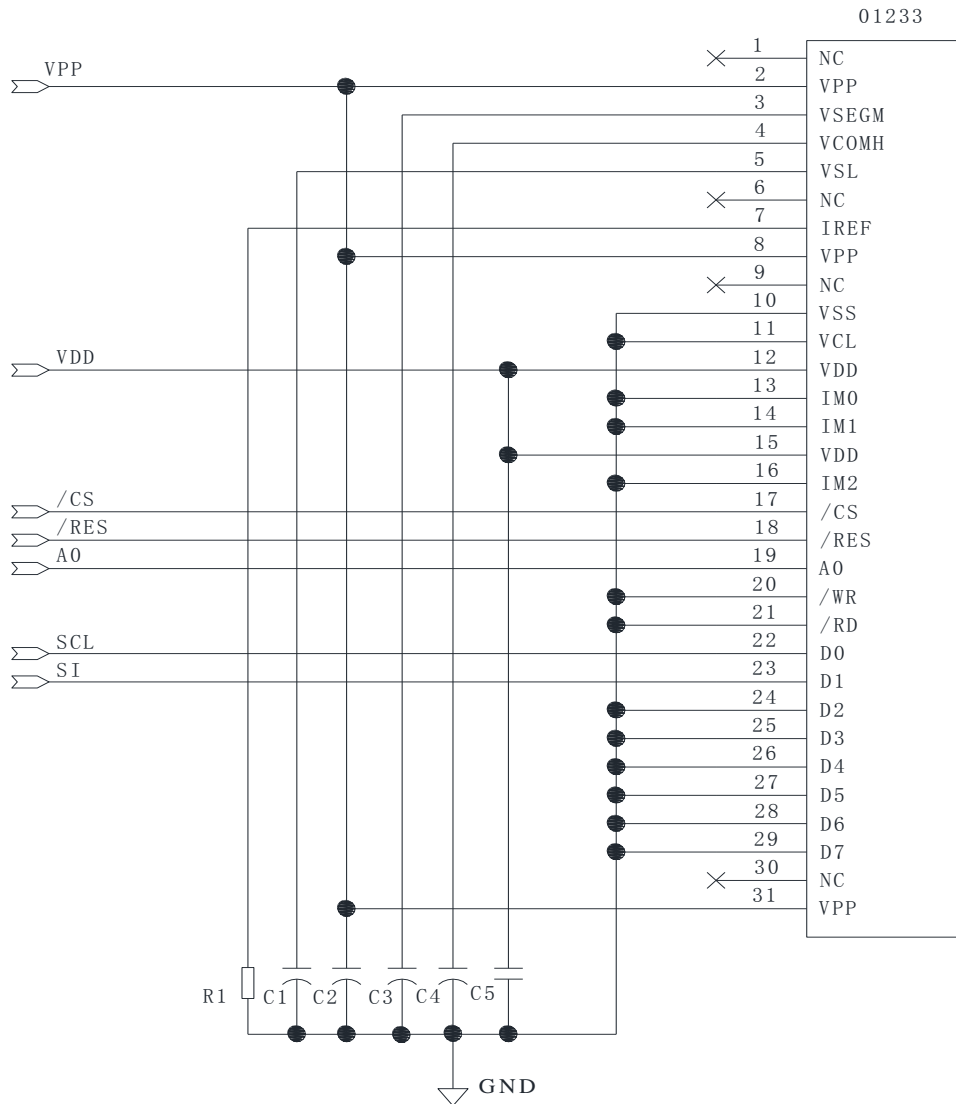 01233
1 NC
VPP 2 VPP
3 VSEGM
4 VCOMH
5 VSL
6 NC
7 IREF
8 VPP
9 NC
10 VSS
11 VCL
VDD 12 VDD
13 IM0
14 IM1
15 VDD
16 IM2
/CS 17 /CS
/RES 18 /RES
A0 19 A0
20 /WR
21 /RD
SCL 22 D0
SI 23 D1
24 D2
25 D3
26 D4
27 D5
28 D6
29 D7
30 NC
31 VPP
R1 C1 C2 C3 C4 C5
GND